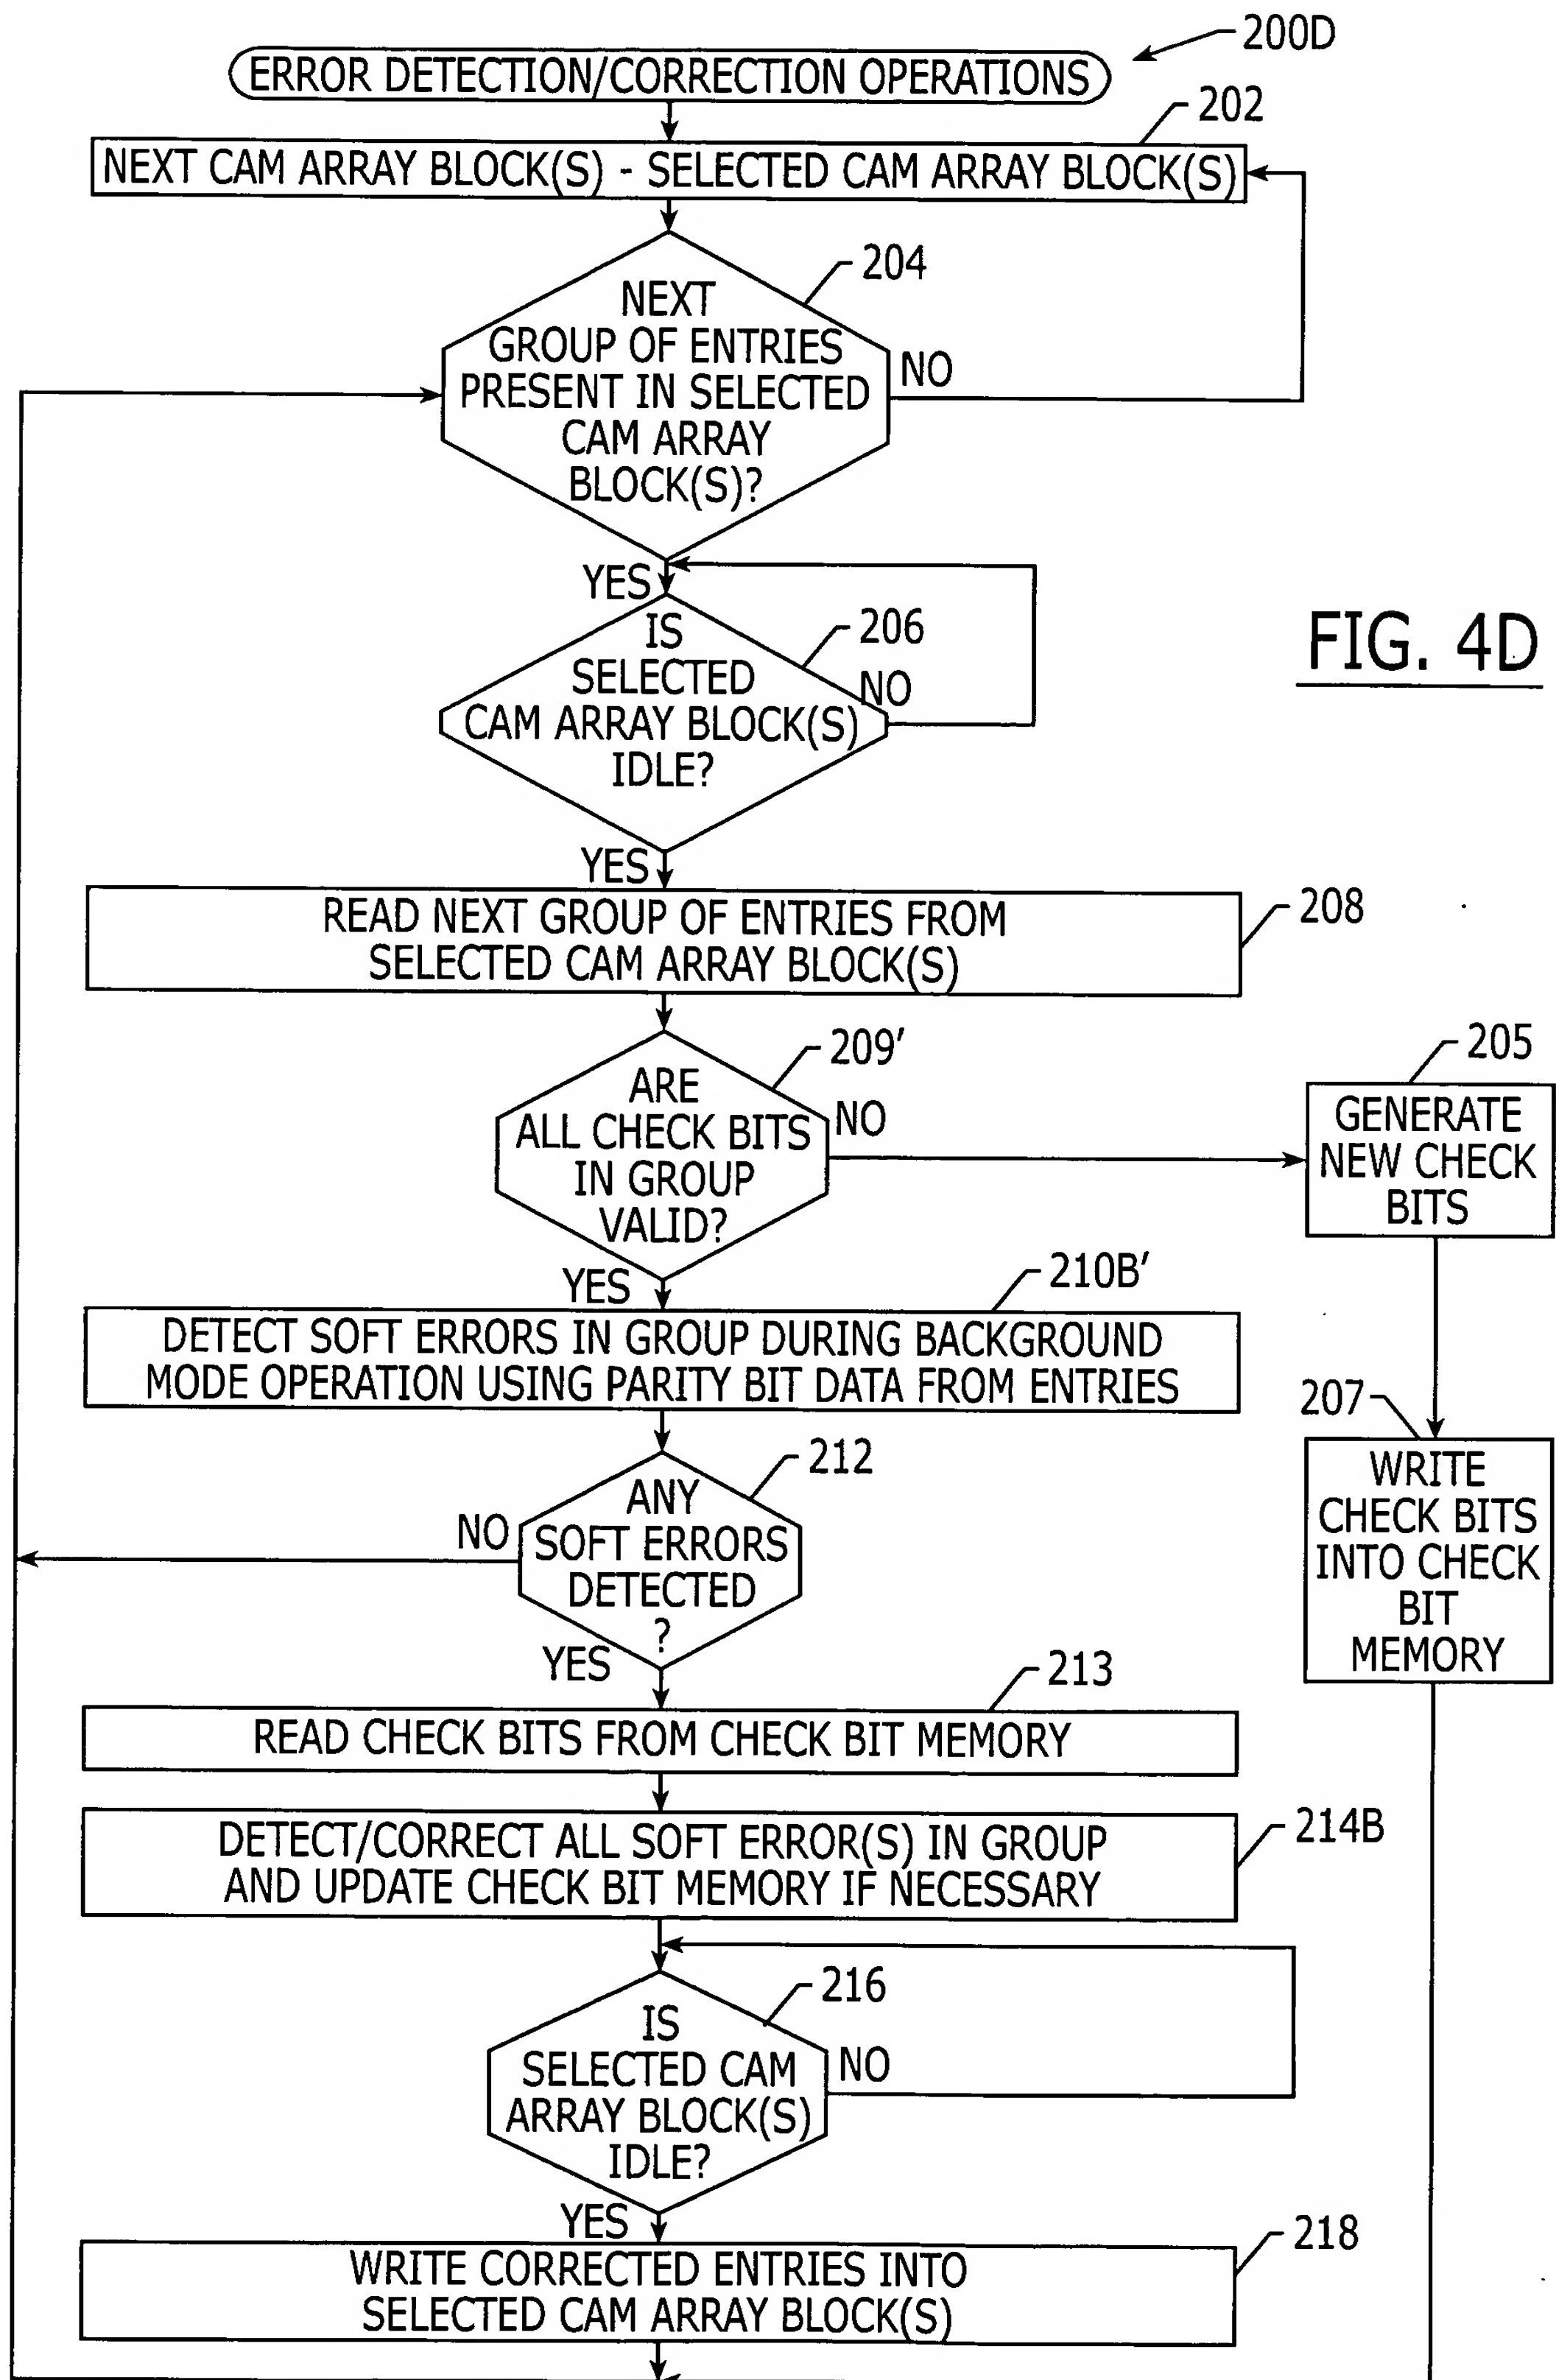 200D
ERROR DETECTION/CORRECTION OPERATIONS
202
NEXT CAM ARRAY BLOCK(S) - SELECTED CAM ARRAY BLOCK(S)
204
NEXT
GROUP OF ENTRIES
PRESENT IN SELECTED
CAM ARRAY
BLOCK(S)?
NO
YES
206
IS
SELECTED
CAM ARRAY BLOCK(S)
IDLE?
NO
FIG. 4D
YES
208
READ NEXT GROUP OF ENTRIES FROM
SELECTED CAM ARRAY BLOCK(S)
209'
ARE
ALL CHECK BITS
IN GROUP
VALID?
NO
205
GENERATE
NEW CHECK
BITS
YES
210B'
DETECT SOFT ERRORS IN GROUP DURING BACKGROUND
MODE OPERATION USING PARITY BIT DATA FROM ENTRIES
207
WRITE
CHECK BITS
INTO CHECK
BIT
MEMORY
212
ANY
SOFT ERRORS
DETECTED
?
NO
YES
213
READ CHECK BITS FROM CHECK BIT MEMORY
214B
DETECT/CORRECT ALL SOFT ERROR(S) IN GROUP
AND UPDATE CHECK BIT MEMORY IF NECESSARY
216
IS
SELECTED CAM
ARRAY BLOCK(S)
IDLE?
NO
YES
218
WRITE CORRECTED ENTRIES INTO
SELECTED CAM ARRAY BLOCK(S)